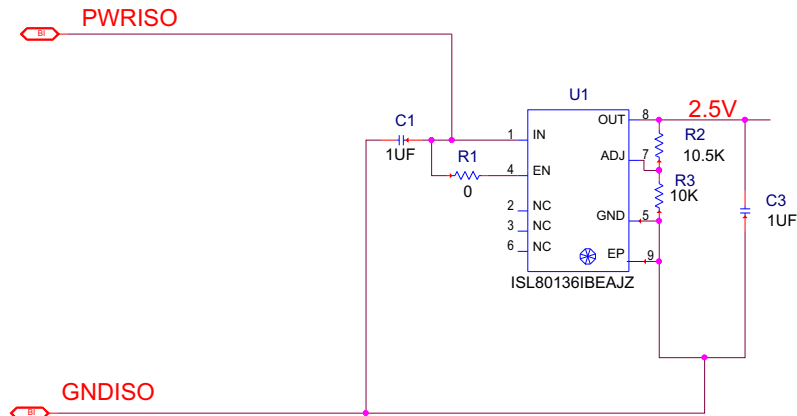 PWRISO
BI
U1
C1
1UF
1 IN
OUT 8
2.5V
R2
10.5K
ADJ 7
R1
0
4 EN
R3
10K
2 NC
3 NC
6 NC
GND 5
C3
1UF
EP 9
ISL80136IBEAJZ
GNDISO
BI